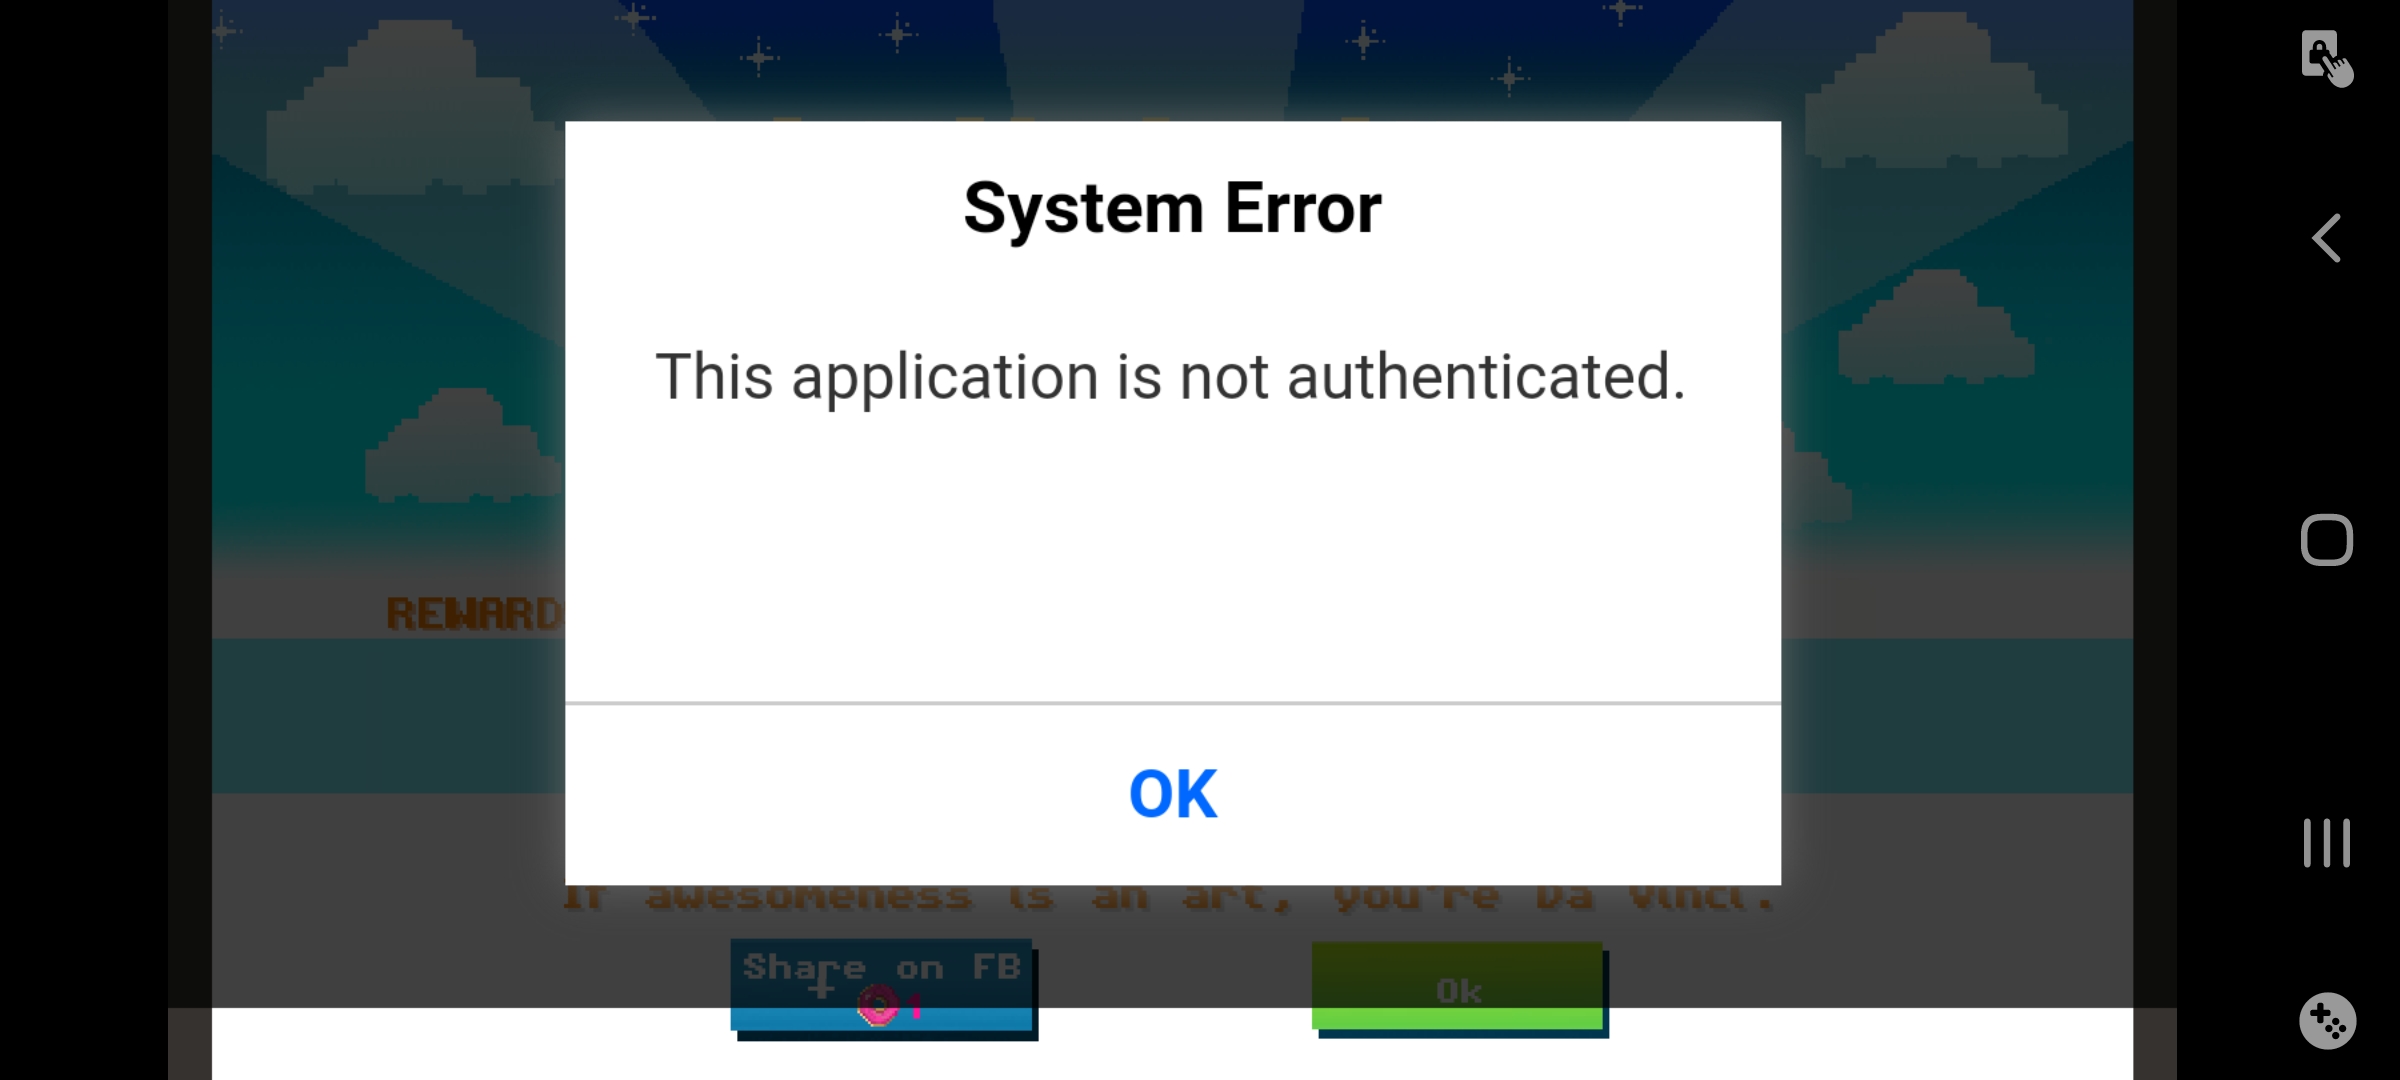 System Error
This application is not authenticated.
REWARD
OK
If awesomeness is an art, you're Da Vinci.
Share on FB
+ 1
Ok